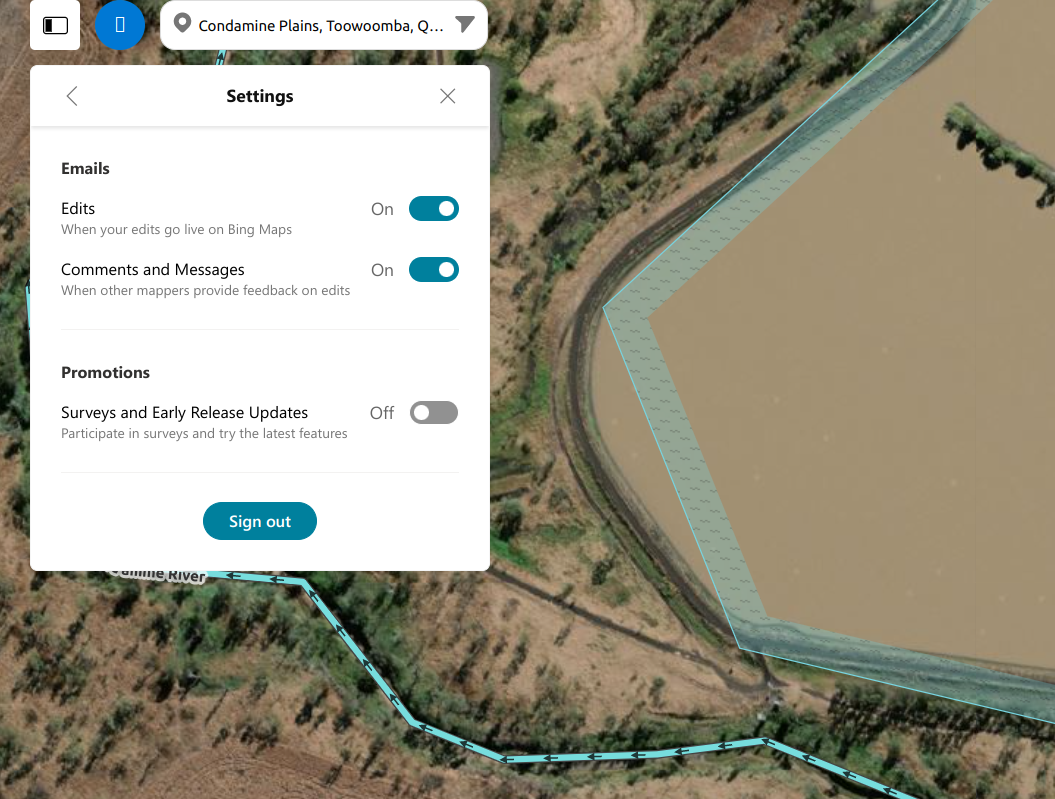 Condamine Plains, Toowoomba, Q...
Settings
Emails
Edits
On
When your edits go live on Bing Maps
Comments and Messages
On
When other mappers provide feedback on edits
Promotions
Surveys and Early Release Updates
Off
Participate in surveys and try the latest features
Sign out
River